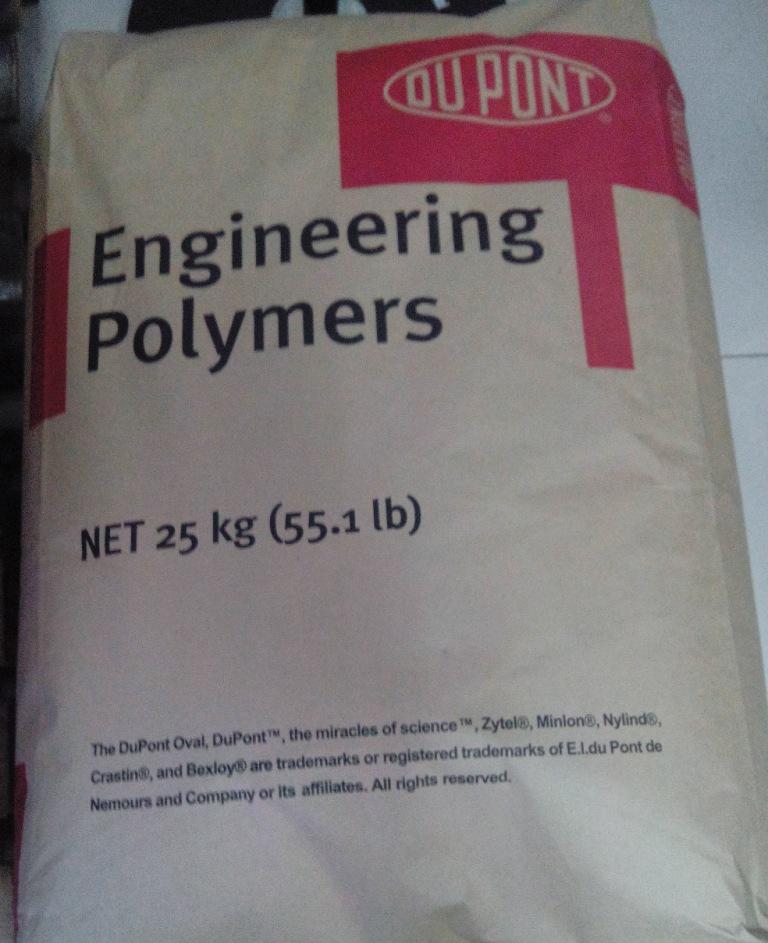 DU PONT
®
Engineering
Polymers
NET 25 kg (55.1 lb)
The DuPont Oval, DuPont™, the miracles of science™, Zytel®, Minlon®, Nylind®,
Crastin®, and Bexloy® are trademarks or registered trademarks of E.I.du Pont de
Nemours and Company or its affiliates. All rights reserved.